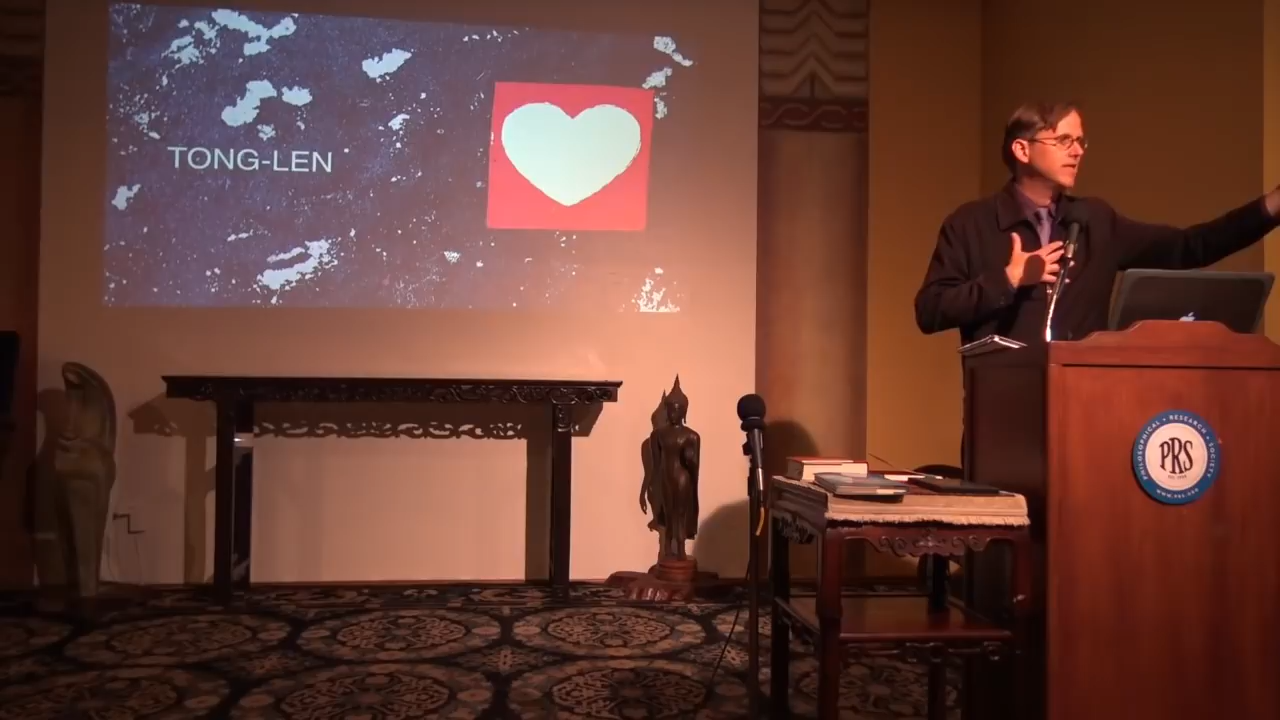 TONG-LEN
PHILOSOPHICAL • RESEARCH • SOCIETY
PRS
WWW.PRS.ORG